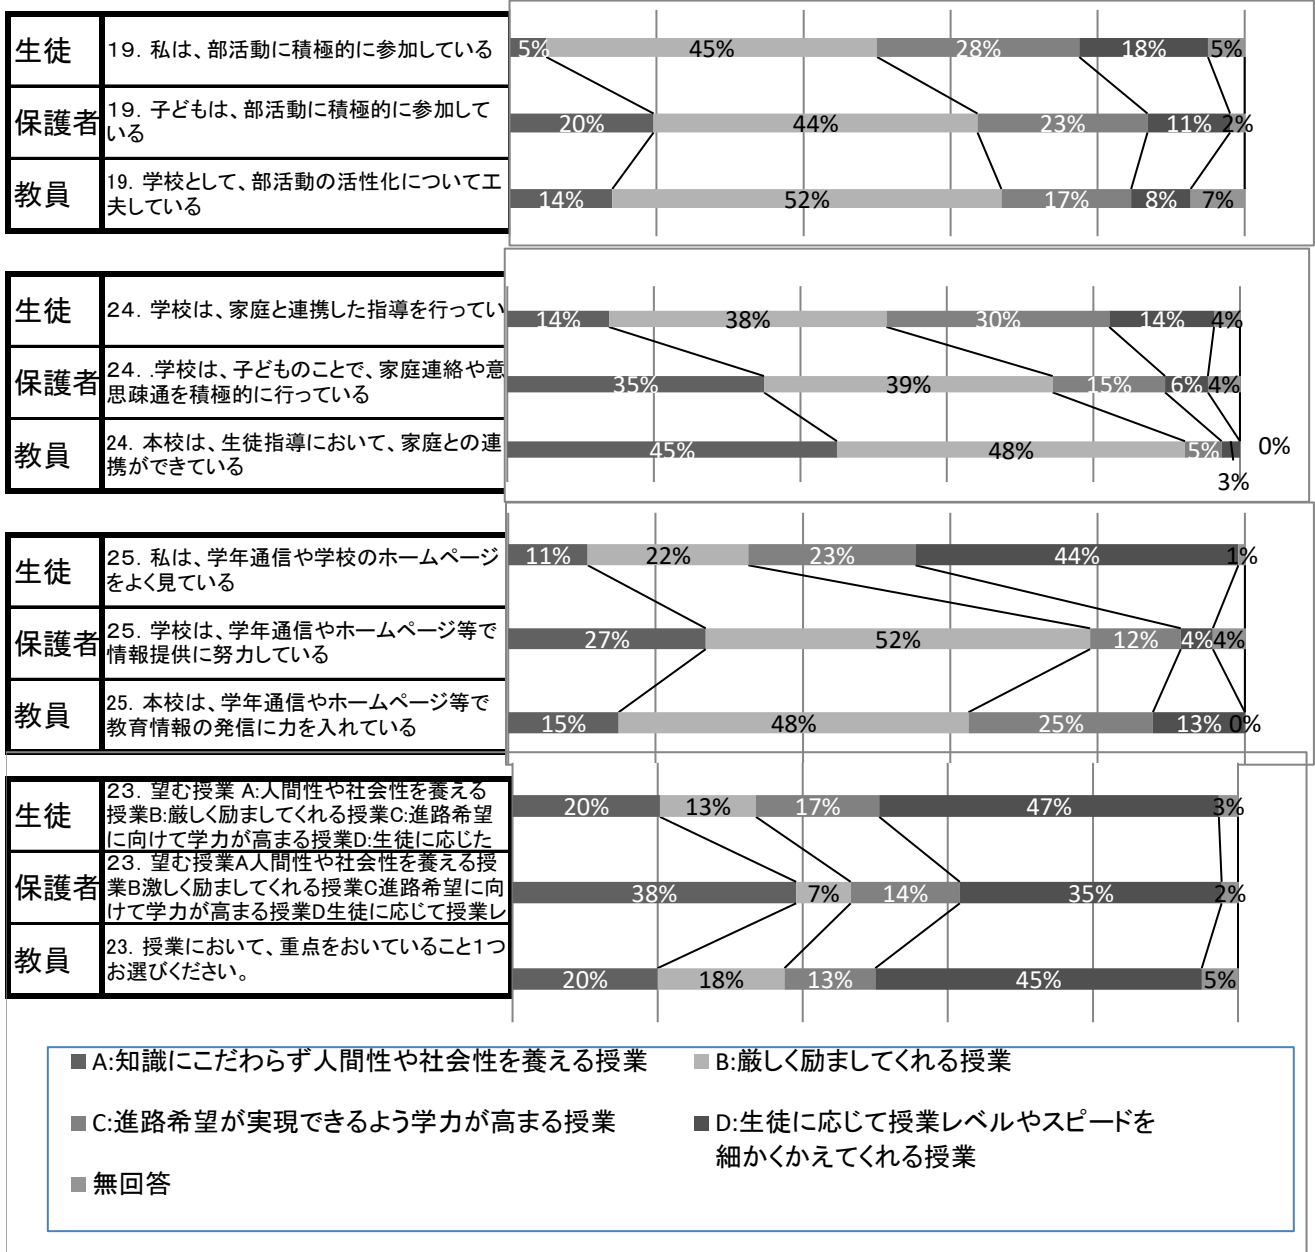 生徒
19. 私は、部活動に積極的に参加している
5% 45% 28% 18% 5%
保護者
19. 子どもは、部活動に積極的に参加して
いる
20% 44% 23% 11% 2%
教員
19. 学校として、部活動の活性化について工
夫している
14% 52% 17% 8% 7%
生徒
24. 学校は、家庭と連携した指導を行ってい
14% 38% 30% 14% 4%
保護者
24. .学校は、子どものことで、家庭連絡や意
思疎通を積極的に行っている
35% 39% 15% 6% 4%
教員
24. 本校は、生徒指導において、家庭との連
携ができている
45% 48% 5% 0%
3%
生徒
25. 私は、学年通信や学校のホームページ
をよく見ている
11% 22% 23% 44% 1%
保護者
25. 学校は、学年通信やホームページ等で
情報提供に努力している
27% 52% 12% 4% 4%
教員
25. 本校は、学年通信やホームページ等で
教育情報の発信に力を入れている
15% 48% 25% 13% 0%
生徒
23. 望む授業 A:人間性や社会性を養える
授業B:厳しく励ましてくれる授業C:進路希望
に向けて学力が高まる授業D:生徒に応じた
20% 13% 17% 47% 3%
保護者
23. 望む授業A人間性や社会性を養える授
業B激しく励ましてくれる授業C進路希望に向
けて学力が高まる授業D生徒に応じて授業レ
38% 7% 14% 35% 2%
教員
23. 授業において、重点をおいていること1つ
お選びください。
20% 18% 13% 45% 5%
A:知識にこだわらず人間性や社会性を養える授業
B:厳しく励ましてくれる授業
C:進路希望が実現できるよう学力が高まる授業
D:生徒に応じて授業レベルやスピードを
細かくかえてくれる授業
無回答